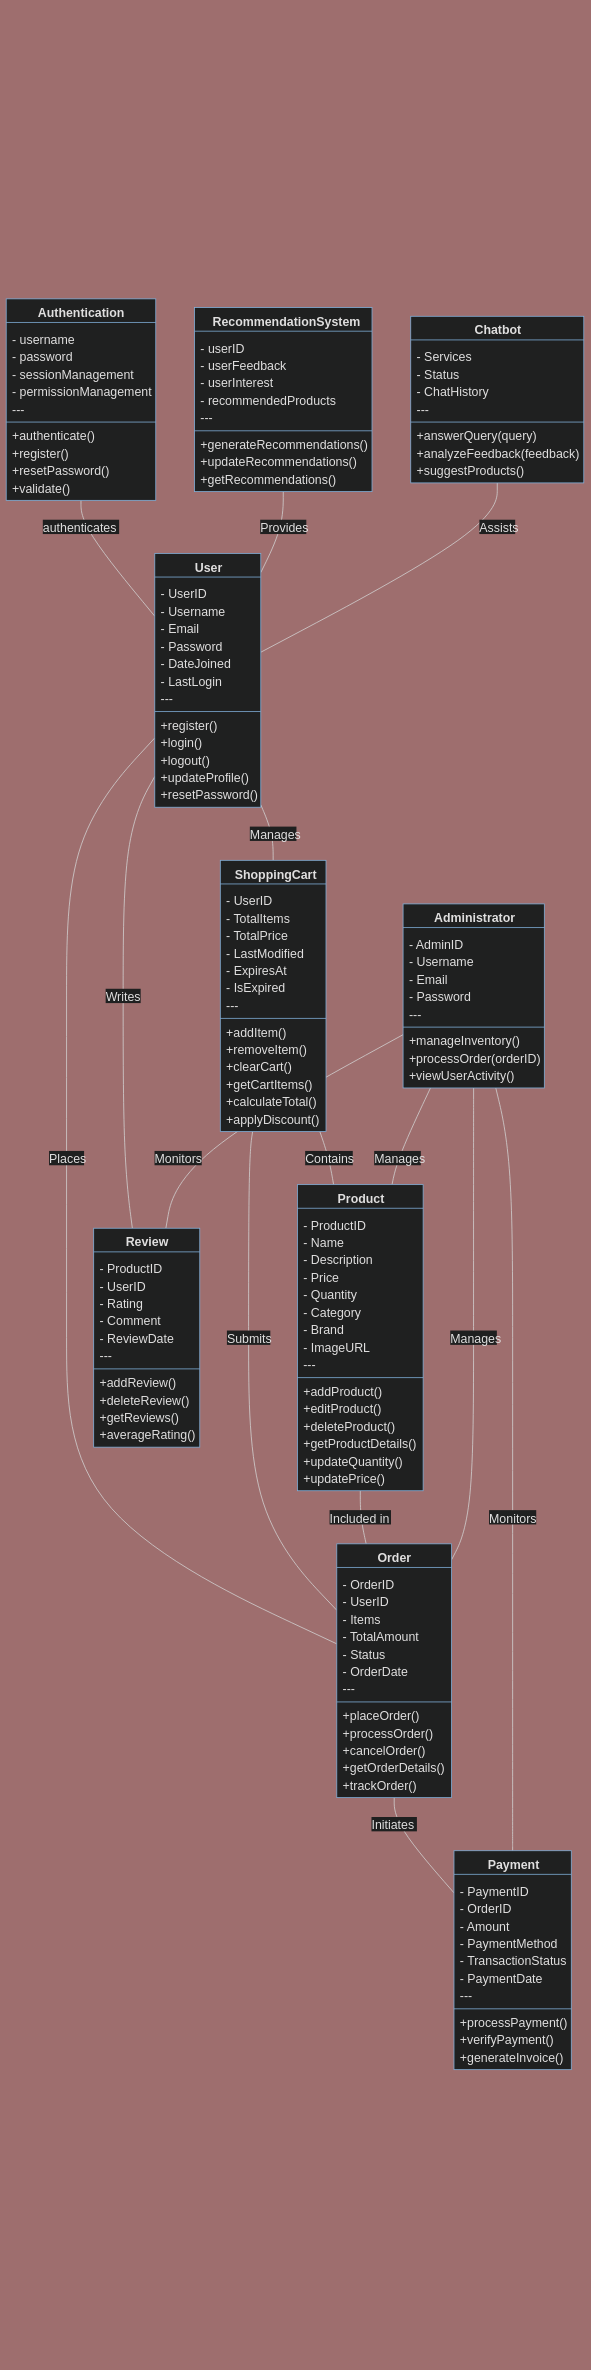 Authentication
- username
- password
- sessionManagement
- permissionManagement
---
+authenticate()
+register()
+resetPassword()
+validate()
RecommendationSystem
- userID
- userFeedback
- userInterest
- recommendedProducts
---
+generateRecommendations()
+updateRecommendations()
+getRecommendations()
Chatbot
- Services
- Status
- ChatHistory
---
+answerQuery(query)
+analyzeFeedback(feedback)
+suggestProducts()
authenticates
Provides
Assists
User
- UserID
- Username
- Email
- Password
- DateJoined
- LastLogin
---
+register()
+login()
+logout()
+updateProfile()
+resetPassword()
Manages
ShoppingCart
- UserID
- TotalItems
- TotalPrice
- LastModified
- ExpiresAt
- IsExpired
---
+addItem()
+removeItem()
+clearCart()
+getCartItems()
+calculateTotal()
+applyDiscount()
Administrator
- AdminID
- Username
- Email
- Password
---
+manageInventory()
+processOrder(orderID)
+viewUserActivity()
Writes
Places
Monitors
Contains
Manages
Review
- ProductID
- UserID
- Rating
- Comment
- ReviewDate
---
+addReview()
+deleteReview()
+getReviews()
+averageRating()
Product
- ProductID
- Name
- Description
- Price
- Quantity
- Category
- Brand
- ImageURL
---
+addProduct()
+editProduct()
+deleteProduct()
+getProductDetails()
+updateQuantity()
+updatePrice()
Submits
Manages
Included in
Monitors
Order
- OrderID
- UserID
- Items
- TotalAmount
- Status
- OrderDate
---
+placeOrder()
+processOrder()
+cancelOrder()
+getOrderDetails()
+trackOrder()
Initiates
Payment
- PaymentID
- OrderID
- Amount
- PaymentMethod
- TransactionStatus
- PaymentDate
---
+processPayment()
+verifyPayment()
+generateInvoice()